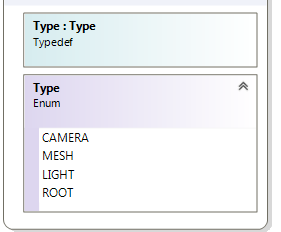 Type : Type
Typedef
Type
Enum
CAMERA
MESH
LIGHT
ROOT